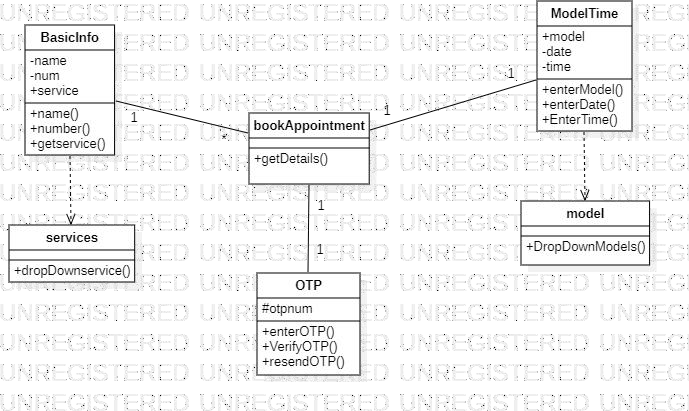 BasicInfo
-name
-num
+service
+name()
+number()
+getservice()
ModelTime
+model
-date
-time
+enterModel()
+enterDate()
+EnterTime()
1
*
1
1
bookAppointment
+getDetails()
services
+dropDownservice()
model
+DropDownModels()
1
1
OTP
#otpnum
+enterOTP()
+VerifyOTP()
+resendOTP()
UNREGISTERED